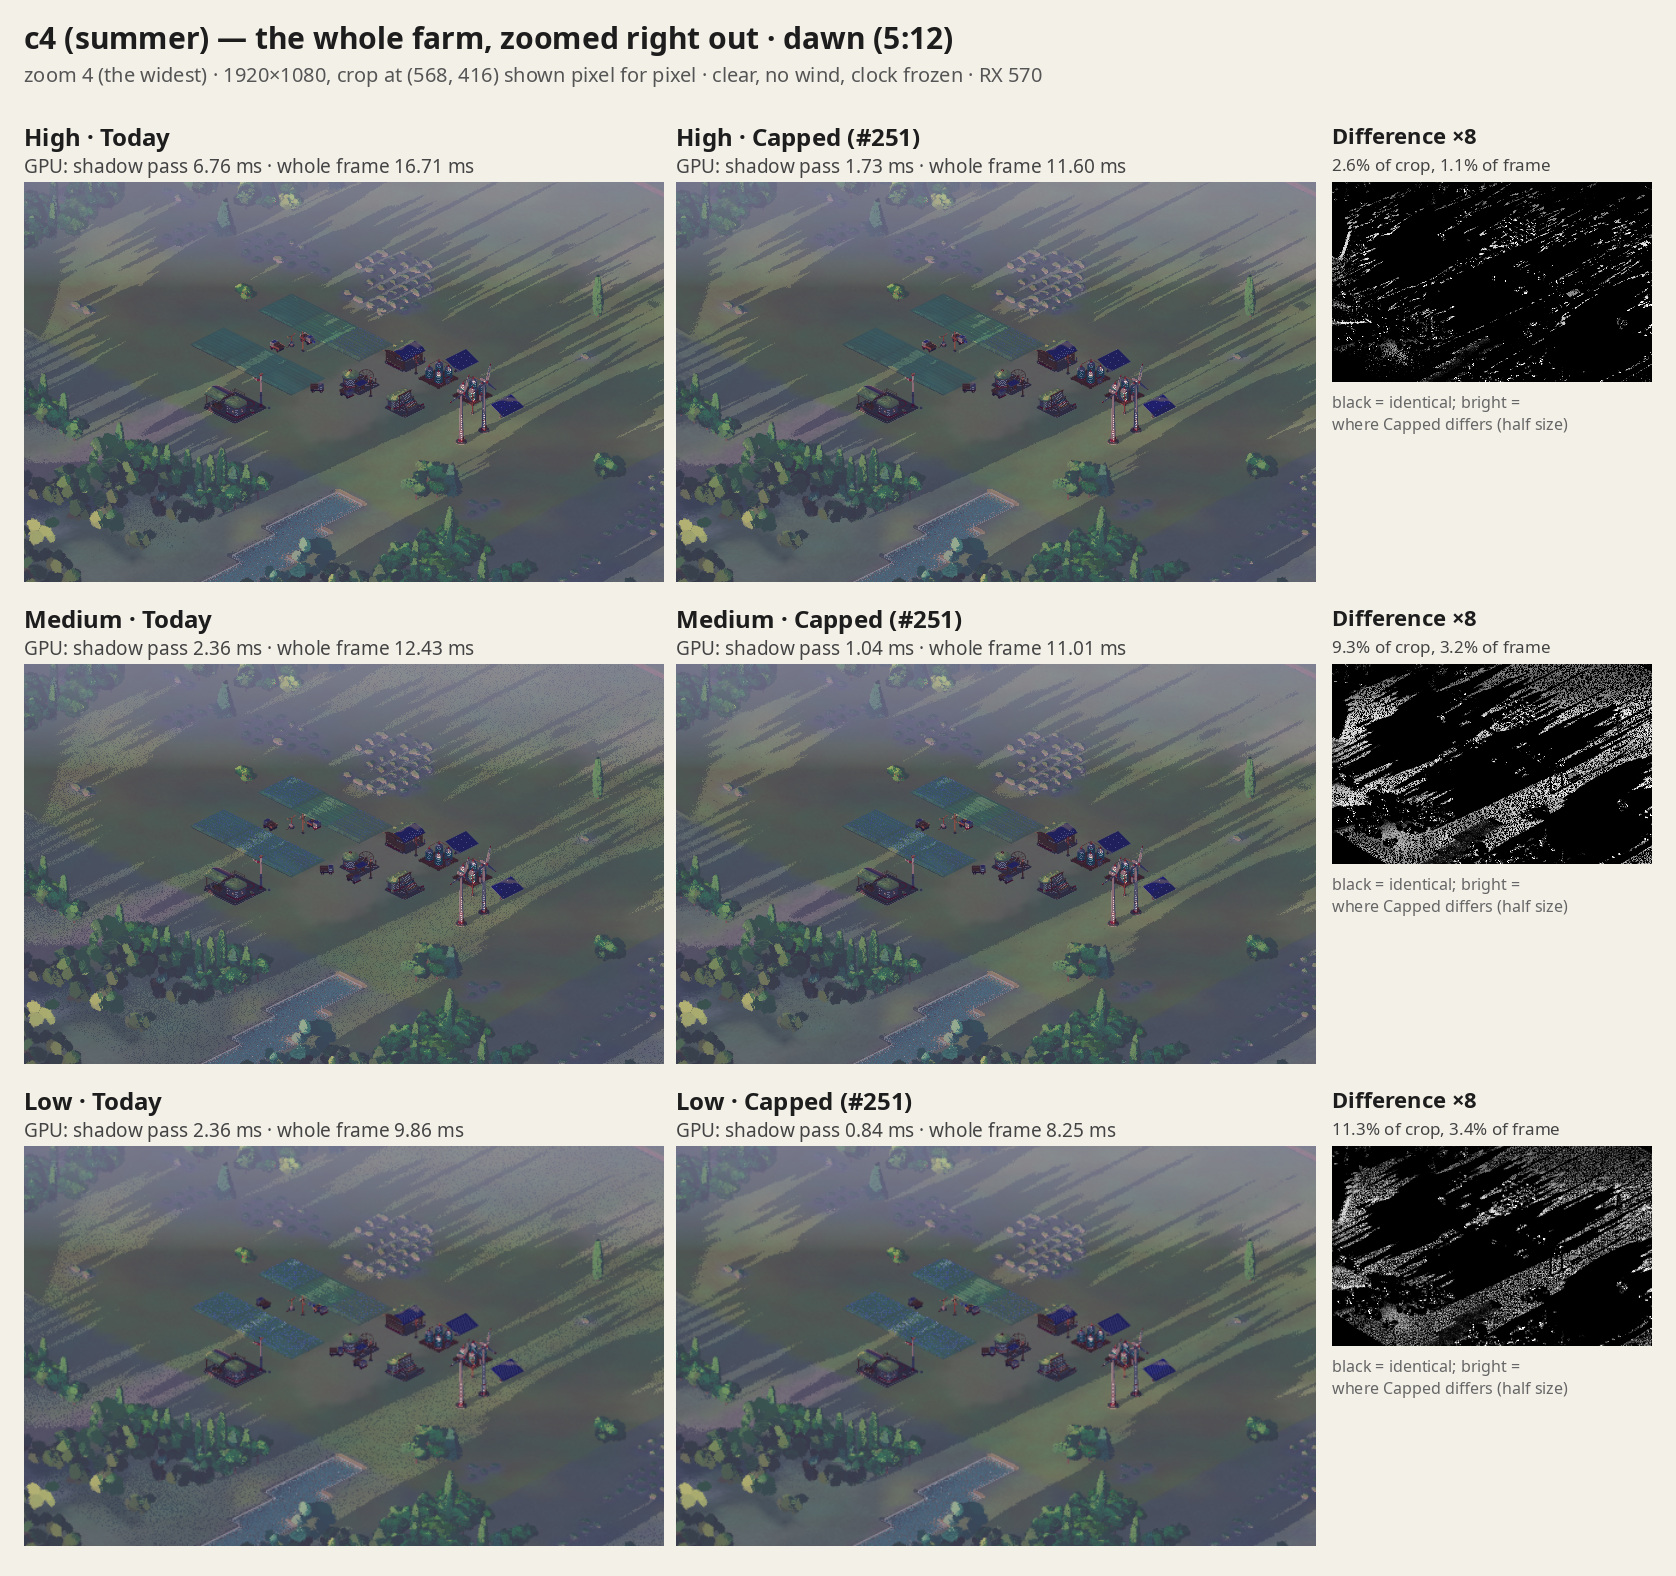 c4 (summer) — the whole farm, zoomed right out · dawn (5:12)
zoom 4 (the widest) · 1920×1080, crop at (568, 416) shown pixel for pixel · clear, no wind, clock frozen · RX 570
High · Today
GPU: shadow pass 6.76 ms · whole frame 16.71 ms
High · Capped (#251)
GPU: shadow pass 1.73 ms · whole frame 11.60 ms
Difference ×8
2.6% of crop, 1.1% of frame
black = identical; bright =
where Capped differs (half size)
Medium · Today
GPU: shadow pass 2.36 ms · whole frame 12.43 ms
Medium · Capped (#251)
GPU: shadow pass 1.04 ms · whole frame 11.01 ms
Difference ×8
9.3% of crop, 3.2% of frame
black = identical; bright =
where Capped differs (half size)
Low · Today
GPU: shadow pass 2.36 ms · whole frame 9.86 ms
Low · Capped (#251)
GPU: shadow pass 0.84 ms · whole frame 8.25 ms
Difference ×8
11.3% of crop, 3.4% of frame
black = identical; bright =
where Capped differs (half size)